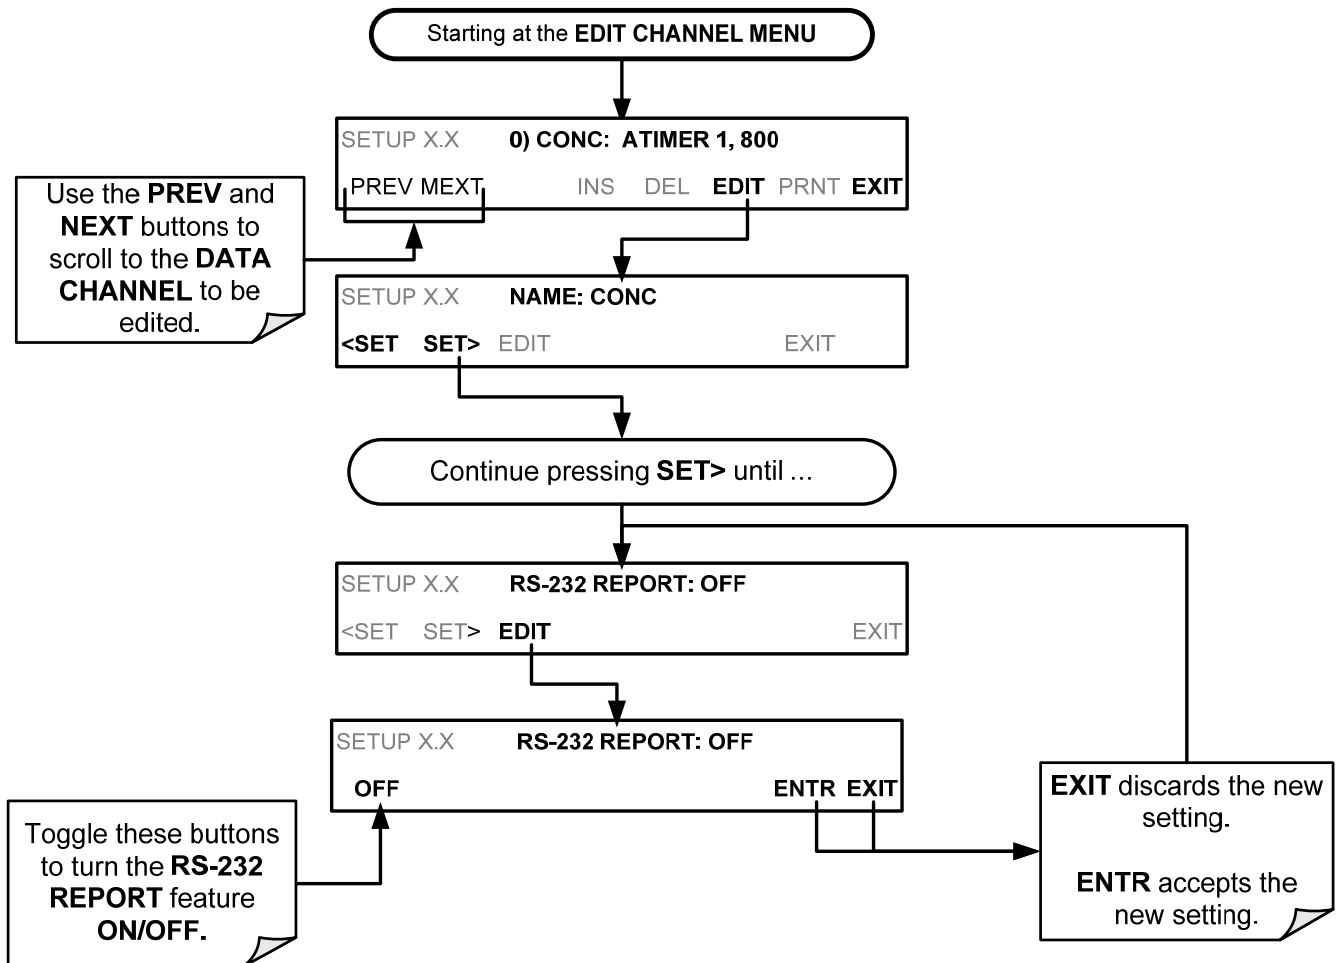 Starting at the EDIT CHANNEL MENU
SETUP X.X 0) CONC: ATIMER 1, 800
PREV MEXT INS DEL EDIT PRNT EXIT
Use the PREV and
NEXT buttons to
scroll to the DATA
CHANNEL to be
edited.
SETUP X.X NAME: CONC
<SET SET> EDIT EXIT
Continue pressing SET> until ...
SETUP X.X RS-232 REPORT: OFF
<SET SET> EDIT EXIT
SETUP X.X RS-232 REPORT: OFF
OFF ENTR EXIT
Toggle these buttons
to turn the RS-232
REPORT feature
ON/OFF.
EXIT discards the new
setting.
ENTR accepts the
new setting.